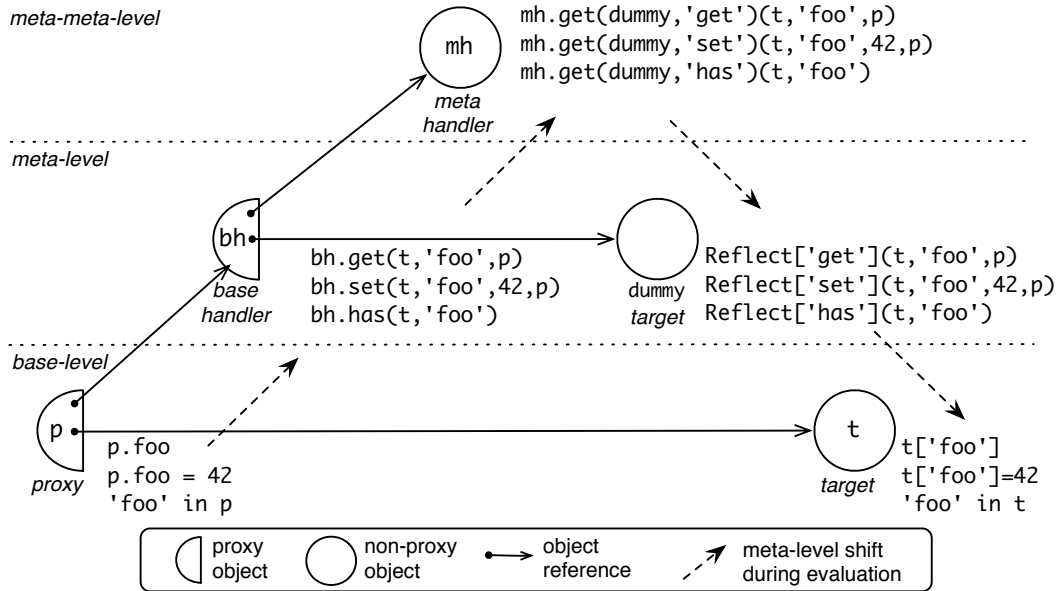 meta-meta-level
mh
meta
handler
mh.get(dummy,'get')(t,'foo',p)
mh.get(dummy,'set')(t,'foo',42,p)
mh.get(dummy,'has')(t,'foo')
meta-level
bh
base
handler
bh.get(t,'foo',p)
bh.set(t,'foo',42,p)
bh.has(t,'foo')
dummy
target
Reflect['get'](t,'foo',p)
Reflect['set'](t,'foo',42,p)
Reflect['has'](t,'foo')
base-level
p
proxy
p.foo
p.foo = 42
'foo' in p
t
target
t['foo']
t['foo']=42
'foo' in t
proxy
object
non-proxy
object
object
reference
meta-level shift
during evaluation